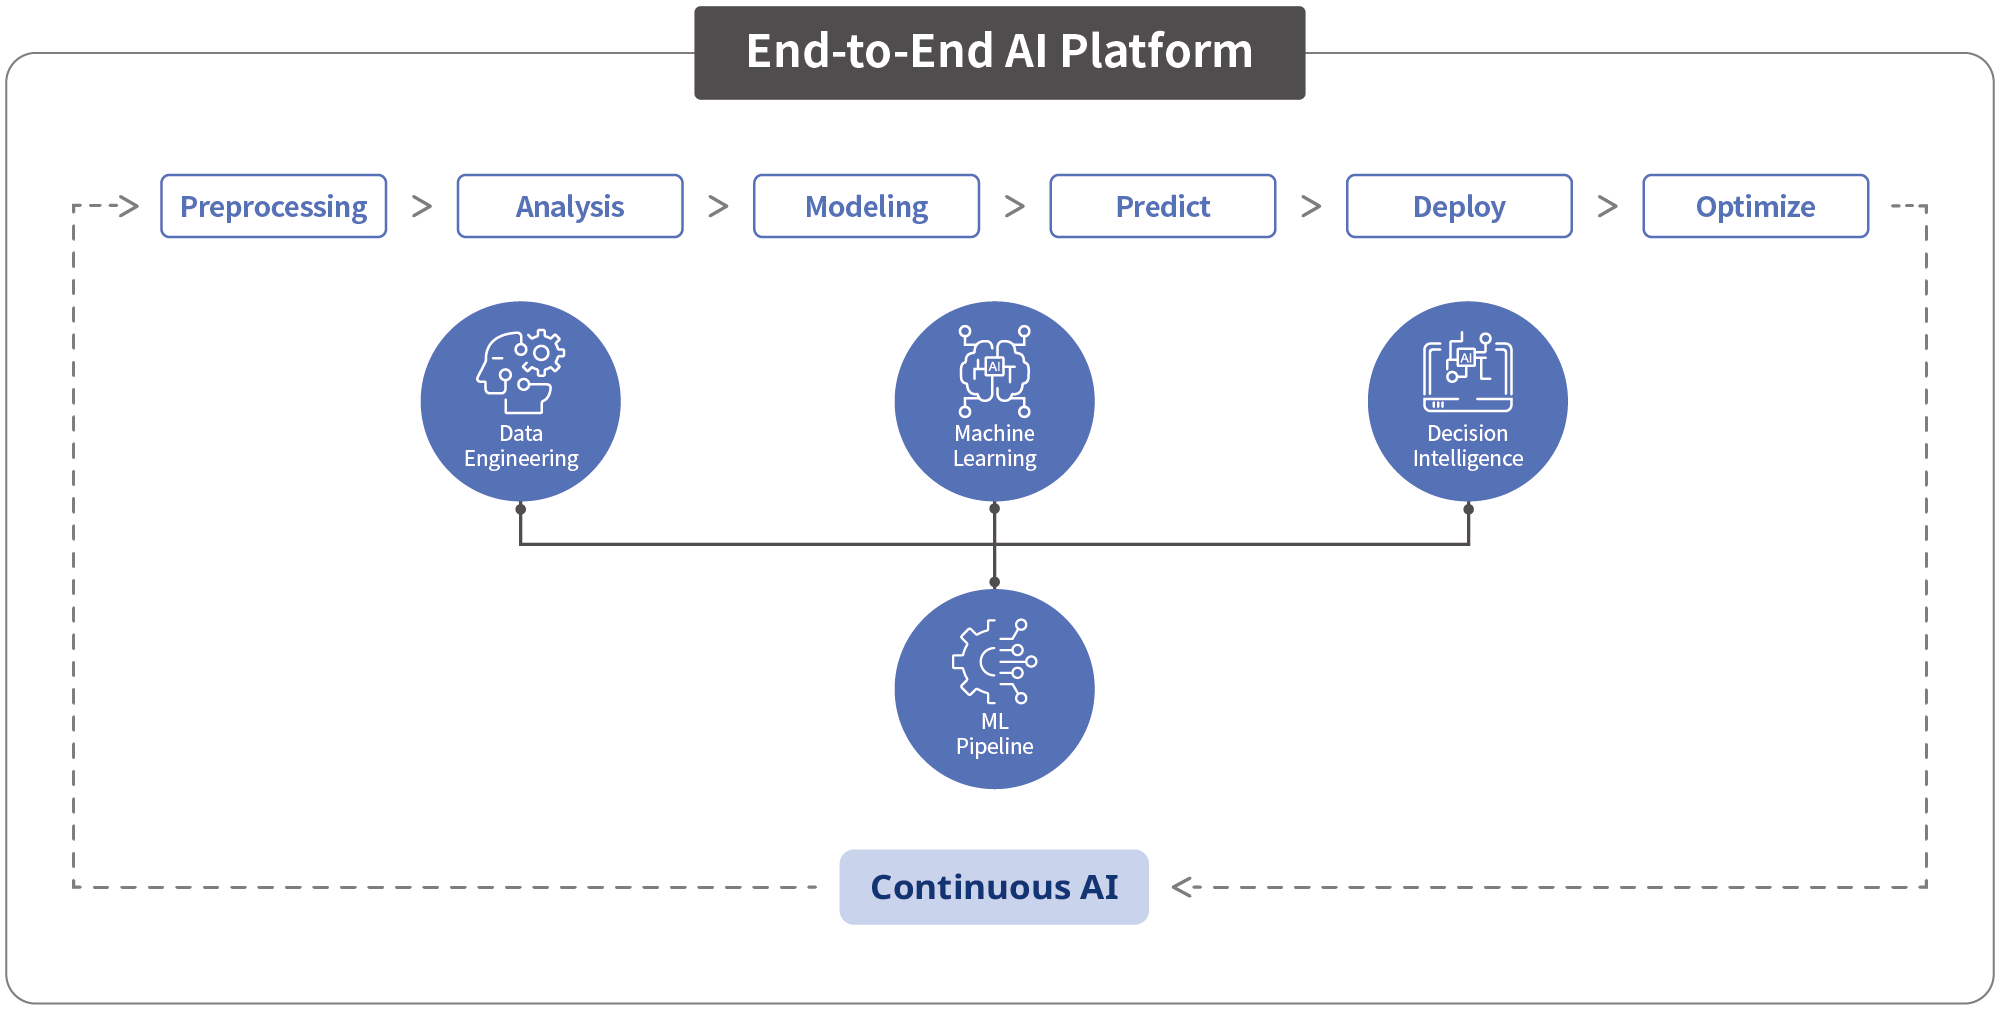 End-to-End AI Platform
Preprocessing
Analysis
Modeling
Predict
Deploy
Optimize
Data
Engineering
AI
Machine
Learning
AI
Decision
Intelligence
ML
Pipeline
Continuous AI